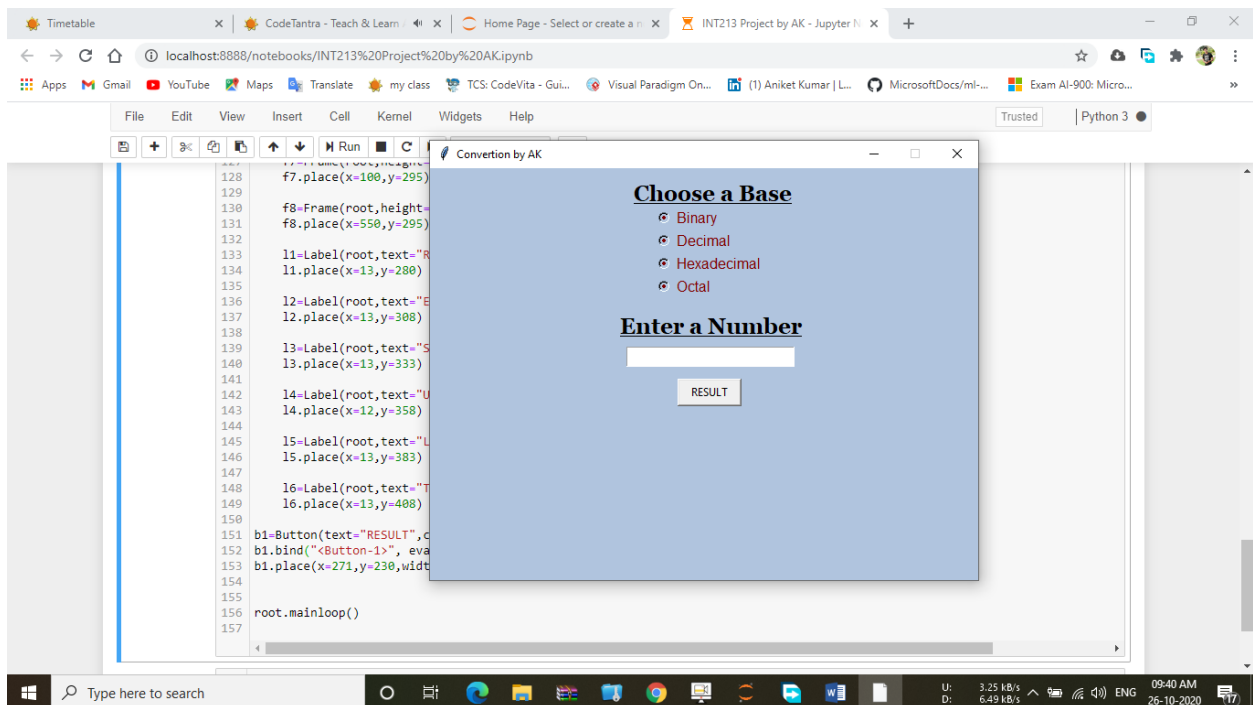 Timetable
CodeTantra - Teach & Learn
Home Page - Select or create a n
INT213 Project by AK - Jupyter N
localhost:8888/notebooks/INT213%20Project%20by%20AK.ipynb
Apps
Gmail
YouTube
Maps
Translate
my class
TCS: CodeVita - Gui...
Visual Paradigm On...
(1) Aniket Kumar | L...
MicrosoftDocs/ml-...
Exam AI-900: Micro...
»
File Edit View Insert Cell Kernel Widgets Help
Trusted
Python 3
Run
Convertion by AK
127 f7=Frame(root,height=
128 f7.place(x=100,y=295)
129
130 f8=Frame(root,height=
131 f8.place(x=550,y=295)
132
133 l1=Label(root,text="R
134 l1.place(x=13,y=280)
135
136 l2=Label(root,text="E
137 l2.place(x=13,y=308)
138
139 l3=Label(root,text="S
140 l3.place(x=13,y=333)
141
142 l4=Label(root,text="U
143 l4.place(x=12,y=358)
144
145 l5=Label(root,text="L
146 l5.place(x=13,y=383)
147
148 l6=Label(root,text="T
149 l6.place(x=13,y=408)
150
151 b1=Button(text="RESULT",c
152 b1.bind("<Button-1>", eva
153 b1.place(x=271,y=230,widt
154
155
156 root.mainloop()
157
Choose a Base
Binary
Decimal
Hexadecimal
Octal
Enter a Number
RESULT
Type here to search
U: 3.25 kB/s
D: 6.49 kB/s
ENG
09:40 AM
26-10-2020
17